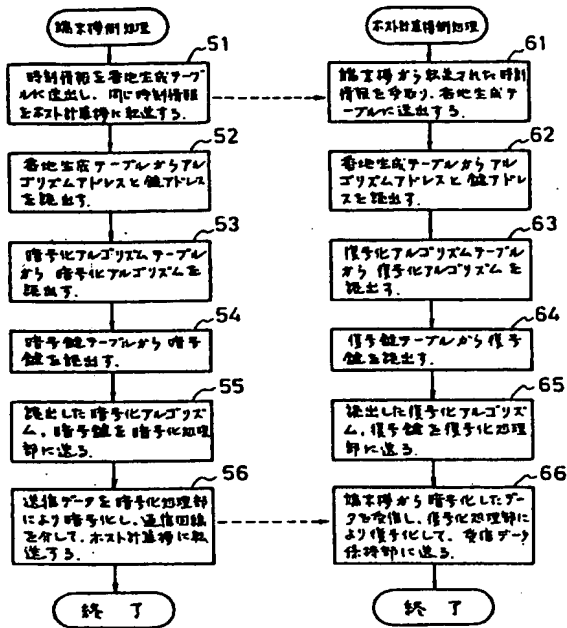 端末機側処理
51
時刻情報を番地生成テーブ
ルに送出し、同じ時刻情報
をホスト計算機に転送する.
52
番地生成テーブルからアル
ゴリズムアドレスと鍵アドレス
を読出す.
53
暗号化アルゴリズムテーブル
から暗号化アルゴリズムを
読出す.
54
暗号鍵テーブルから暗号
鍵を読出す.
55
読出した暗号化アルゴリズ
ム、暗号鍵を暗号化処理
部に送る.
56
送信データを暗号化処理部
により暗号化し、通信回線
を介して、ホスト計算機に転
送する.
終了
ホスト計算機側処理
61
端末機から転送された時刻
情報を受取り、番地生成テ
ーブルに送出する.
62
番地生成テーブルからアルゴ
リズムアドレスと鍵アドレ
スを読出す.
63
復号化アルゴリズムテーブル
から復号化アルゴリズムを
読出す.
64
復号鍵テーブルから復号
鍵を読出す.
65
読出した復号化アルゴリズ
ム、復号鍵を復号化処理
部に送る.
66
端末機から暗号化したデー
タを受信し、復号化処理部に
より復号化して、受信データ
保持部に送る.
終了